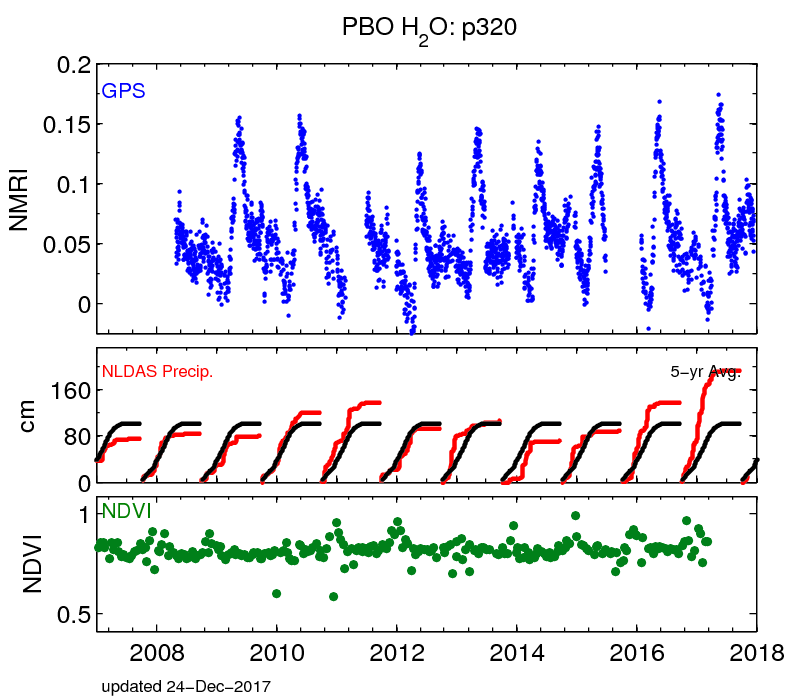 PBO H2O: p320
0.2
GPS
0.15
0.1
0.05
0
NMRI
NLDAS Precip.
5−yr Avg.
160
80
0
cm
NDVI
1
0.5
NDVI
2008 2010 2012 2014 2016 2018
updated 24−Dec−2017